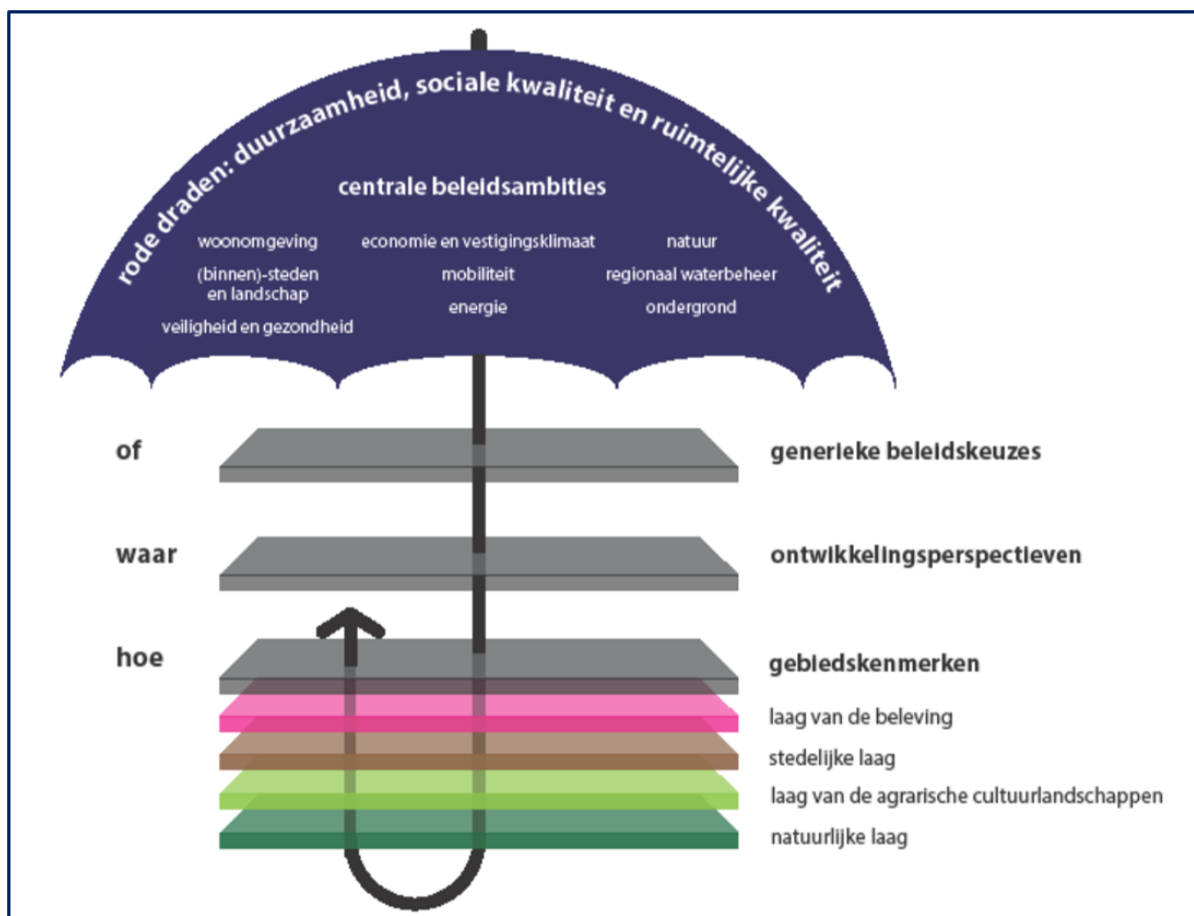 rode draden: duurzaamheid, sociale kwaliteit en ruimtelijke kwaliteit
centrale beleidsambities
woonomgeving
(binnen)-steden
en landschap
veiligheid en gezondheid
economie en vestigingsklimaat
mobiliteit
energie
natuur
regionaal waterbeheer
ondergrond
of
generieke beleidskeuzes
waar
ontwikkelingsperspectieven
hoe
gebiedskenmerken
laag van de beleving
stedelijke laag
laag van de agrarische cultuurlandschappen
natuurlijke laag